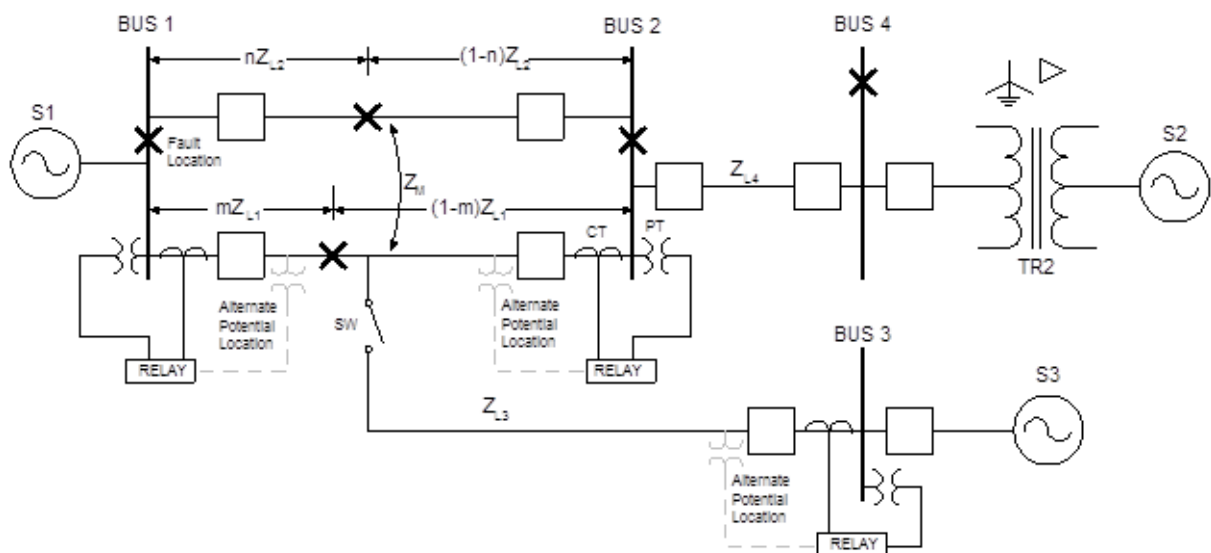 BUS 1
BUS 2
BUS 4
nZL2
(1-n)ZL2
S1
Fault
Location
ZM
ZL4
S2
mZL1
(1-m)ZL1
CT
PT
TR2
Alternate
Potential
Location
SW
Alternate
Potential
Location
BUS 3
RELAY
RELAY
S3
ZL3
Alternate
Potential
Location
RELAY